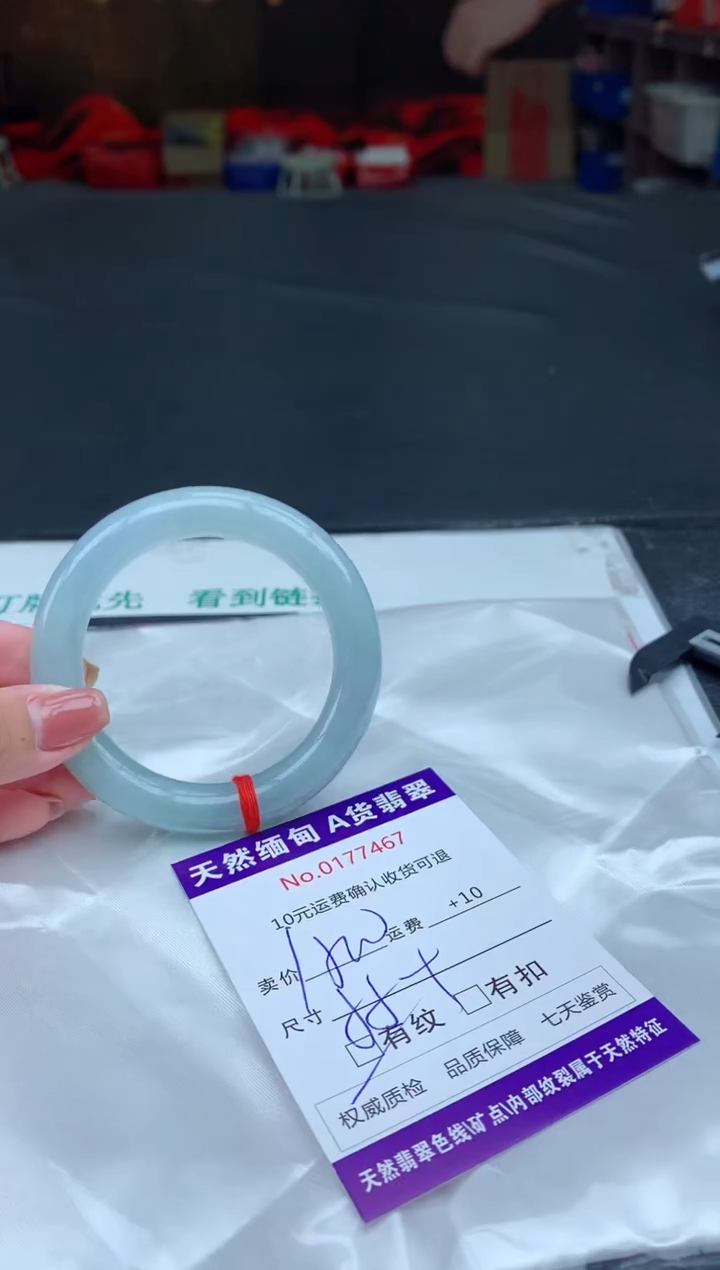 先 看到链
天然缅甸 A货翡翠
No.0177467
10元运费确认收货可退
卖价 运费 +10
尺寸
有纹 有扣
权威质检 品质保障 七天鉴赏
天然翡翠色线\矿点\内部纹裂属于天然特征